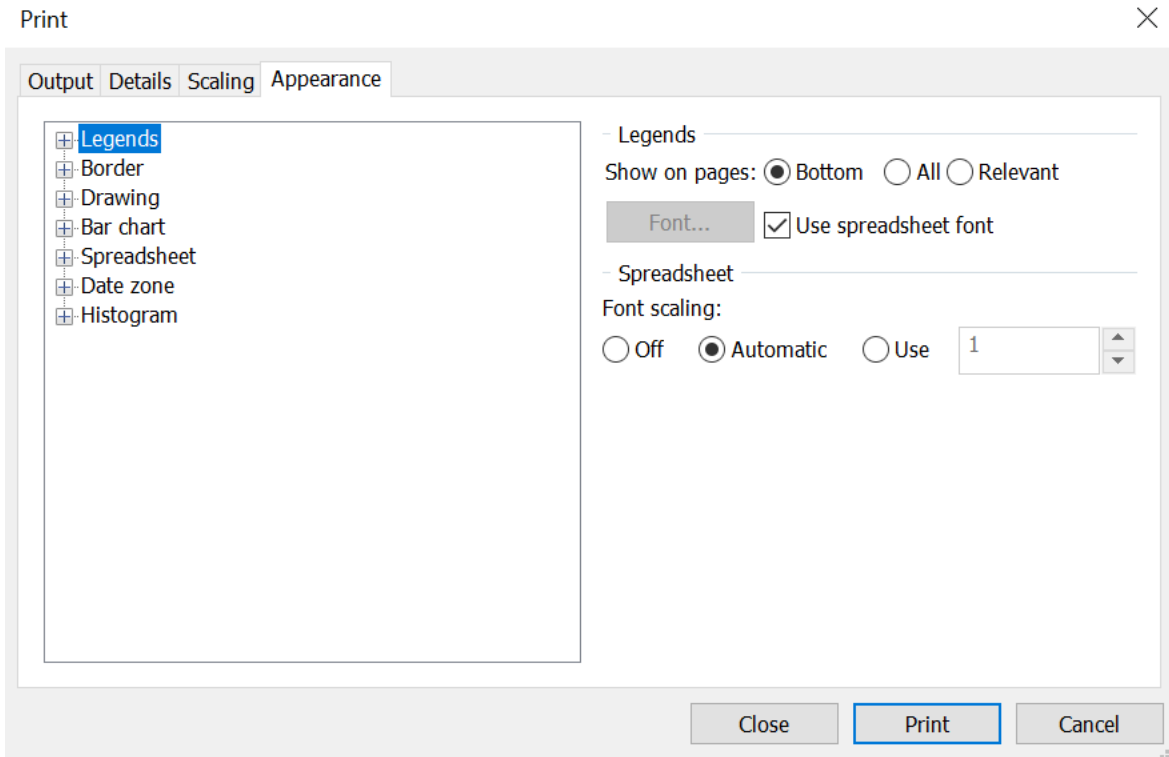 Print
Output Details Scaling Appearance
Legends
Border
Drawing
Bar chart
Spreadsheet
Date zone
Histogram
Legends
Show on pages: Bottom All Relevant
Font... Use spreadsheet font
Spreadsheet
Font scaling:
Off Automatic Use 1
Close Print Cancel